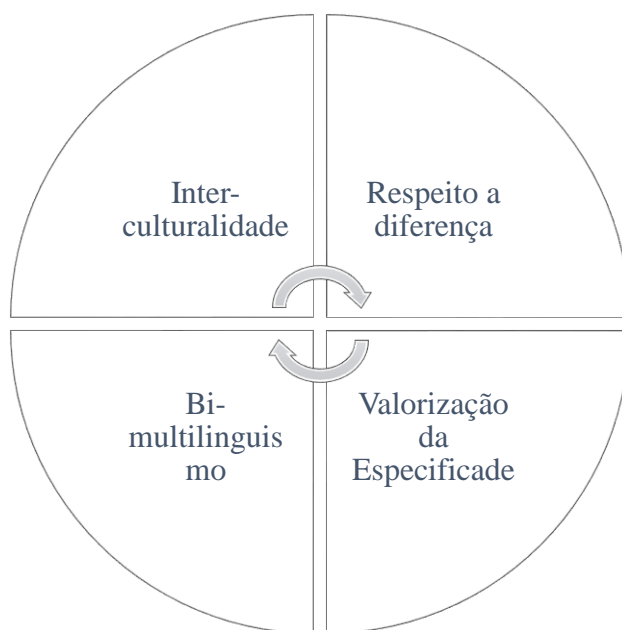 Inter-
culturalidade
Respeito a
diferença
Bi-
multilinguis
mo
Valorização
da
Especificade